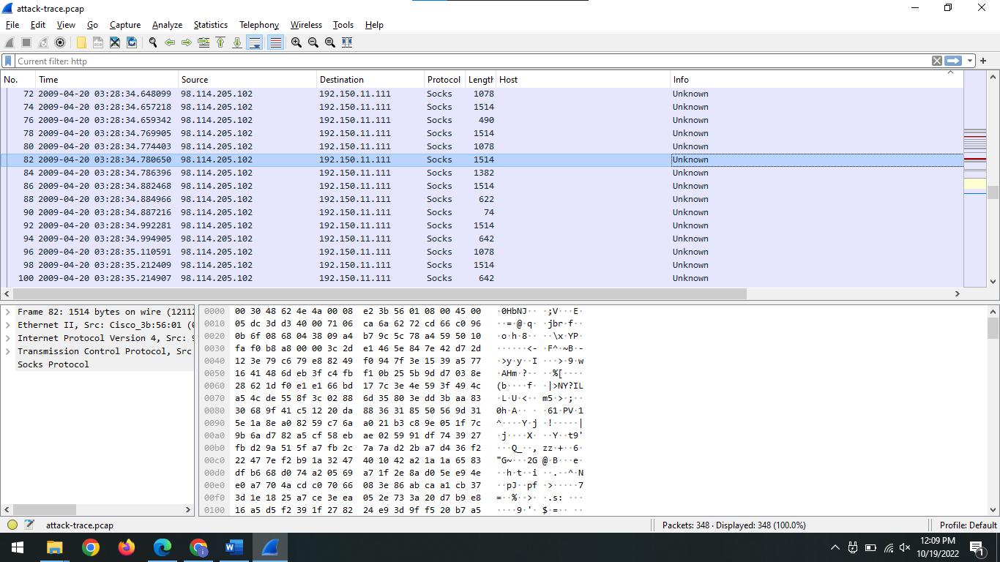 attack-trace.pcap
File Edit View Go Capture Analyze Statistics Telephony Wireless Tools Help
Current filter: http
No. Time Source Destination Protocol Length Host Info
72 2009-04-20 03:28:34.648099 98.114.205.102 192.150.11.111 Socks 1078 Unknown
74 2009-04-20 03:28:34.657218 98.114.205.102 192.150.11.111 Socks 1514 Unknown
76 2009-04-20 03:28:34.659342 98.114.205.102 192.150.11.111 Socks 490 Unknown
78 2009-04-20 03:28:34.769905 98.114.205.102 192.150.11.111 Socks 1514 Unknown
80 2009-04-20 03:28:34.774403 98.114.205.102 192.150.11.111 Socks 1078 Unknown
82 2009-04-20 03:28:34.780650 98.114.205.102 192.150.11.111 Socks 1514 Unknown
84 2009-04-20 03:28:34.786396 98.114.205.102 192.150.11.111 Socks 1382 Unknown
86 2009-04-20 03:28:34.882468 98.114.205.102 192.150.11.111 Socks 1514 Unknown
88 2009-04-20 03:28:34.884966 98.114.205.102 192.150.11.111 Socks 622 Unknown
90 2009-04-20 03:28:34.887216 98.114.205.102 192.150.11.111 Socks 74 Unknown
92 2009-04-20 03:28:34.992281 98.114.205.102 192.150.11.111 Socks 1514 Unknown
94 2009-04-20 03:28:34.994905 98.114.205.102 192.150.11.111 Socks 642 Unknown
96 2009-04-20 03:28:35.110591 98.114.205.102 192.150.11.111 Socks 1078 Unknown
98 2009-04-20 03:28:35.212409 98.114.205.102 192.150.11.111 Socks 1514 Unknown
100 2009-04-20 03:28:35.214907 98.114.205.102 192.150.11.111 Socks 642 Unknown
Frame 82: 1514 bytes on wire (12112
Ethernet II, Src: Cisco_3b:56:01 (
Internet Protocol Version 4, Src: 9
Transmission Control Protocol, Src
Socks Protocol
0000 00 30 48 62 4e 4a 00 08 e2 3b 56 01 08 00 45 00
0010 05 dc 3d d3 40 00 71 06 ca 6a 62 72 cd 66 c0 96
0020 0b 6f 08 68 04 38 09 a4 b7 9c 5c 78 a4 59 50 10
0030 fa f0 b8 a8 00 00 3c 2d e1 46 5e 84 7e 42 d7 2d
0040 12 3e 79 c6 79 e8 82 49 f0 94 7f 3e 15 39 a5 77
0050 16 41 48 6d eb 3f c4 fb f1 0b 25 5b 9d d7 03 8e
0060 28 62 1d f0 e1 e1 66 bd 17 7c 3e 4e 59 3f 49 4c
0070 a5 4c de 55 8f 3c 02 88 6d 35 80 3e dd 3b aa 83
0080 30 68 9f 41 c5 12 20 da 88 36 31 85 50 56 9d 31
0090 5e 1a 8e a0 82 59 c7 6a a0 21 b3 c8 9e 05 1f 7c
00a0 9b 6a d7 82 a5 cf 58 eb ae 02 59 91 df 74 39 27
00b0 fb d2 9a 51 5f a7 fb 2c 7a 7a d2 2b a7 d4 36 f2
00c0 22 47 7e f2 b9 1a 32 47 40 10 42 a2 1a 1a 65 83
00d0 df b6 68 d0 74 a2 05 69 a7 1f 2e 8a d0 5e e9 4e
00e0 e0 a7 70 4a cd c0 70 66 08 3e 86 ab ca a1 cb 37
00f0 3d 1e 18 25 a7 ce 3e ea 05 2e 73 3a 20 d7 b9 e8
0100 16 a5 d5 f2 39 1f 27 82 24 e9 3d 9f f5 20 b7 a5
attack-trace.pcap
Packets: 348 · Displayed: 348 (100.0%)
Profile: Default
12:09 PM
10/19/2022
1